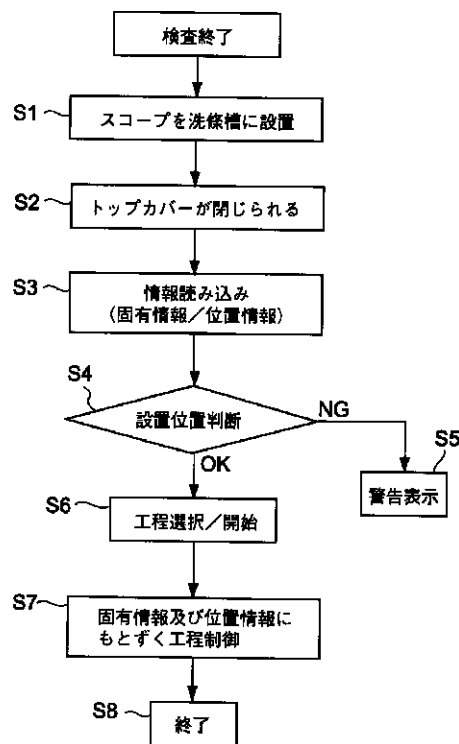 検査終了
S1
スコープを洗滌槽に設置
S2
トップカバーが閉じられる
S3
情報読み込み
(固有情報／位置情報)
S4
設置位置判断
NG
S5
OK
警告表示
S6
工程選択／開始
S7
固有情報及び位置情報に
もとずく工程制御
S8
終了